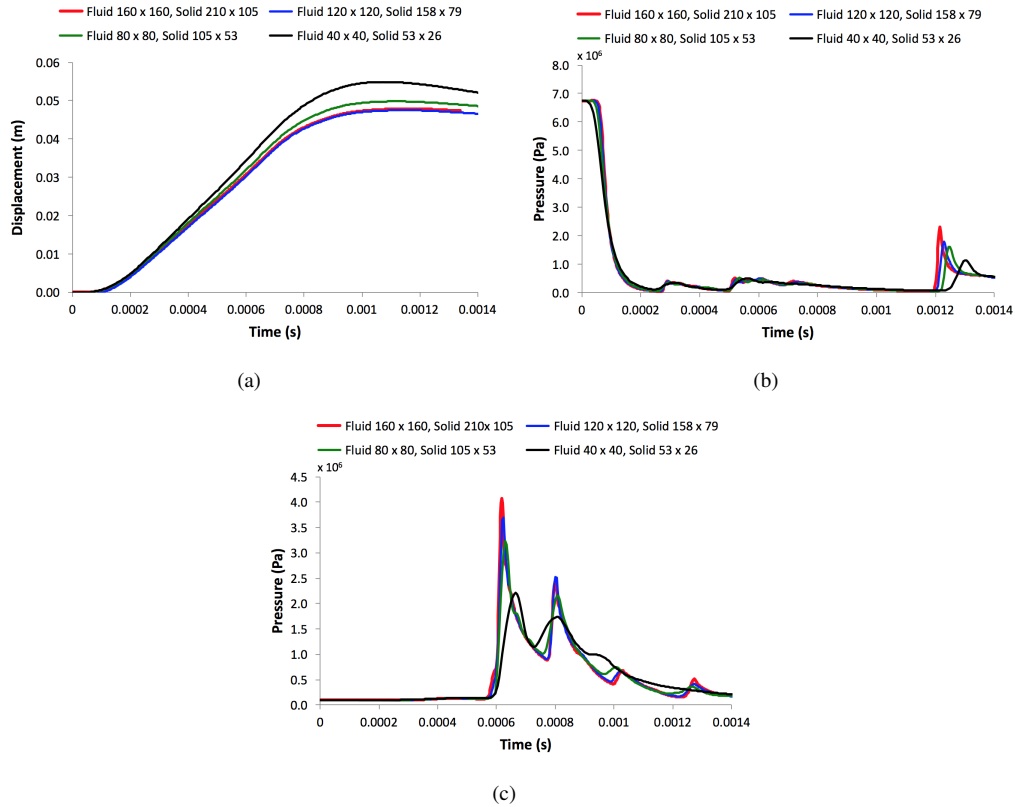 Fluid 160 x 160, Solid 210 x 105
Fluid 120 x 120, Solid 158 x 79
Fluid 80 x 80, Solid 105 x 53
Fluid 40 x 40, Solid 53 x 26
0.06
0.05
0.04
0.03
0.02
0.01
0.00
Displacement (m)
0
0.0002
0.0004
0.0006
0.0008
0.001
0.0012
0.0014
Time (s)
(a)
Fluid 160 x 160, Solid 210 x 105
Fluid 120 x 120, Solid 158 x 79
Fluid 80 x 80, Solid 105 x 53
Fluid 40 x 40, Solid 53 x 26
x 10⁶
8.0
7.0
6.0
5.0
4.0
3.0
2.0
1.0
0.0
Pressure (Pa)
0
0.0002
0.0004
0.0006
0.0008
0.001
0.0012
0.0014
Time (s)
(b)
Fluid 160 x 160, Solid 210x 105
Fluid 120 x 120, Solid 158 x 79
Fluid 80 x 80, Solid 105 x 53
Fluid 40 x 40, Solid 53 x 26
x 10⁶
4.5
4.0
3.5
3.0
2.5
2.0
1.5
1.0
0.5
0.0
Pressure (Pa)
0
0.0002
0.0004
0.0006
0.0008
0.001
0.0012
0.0014
Time (s)
(c)